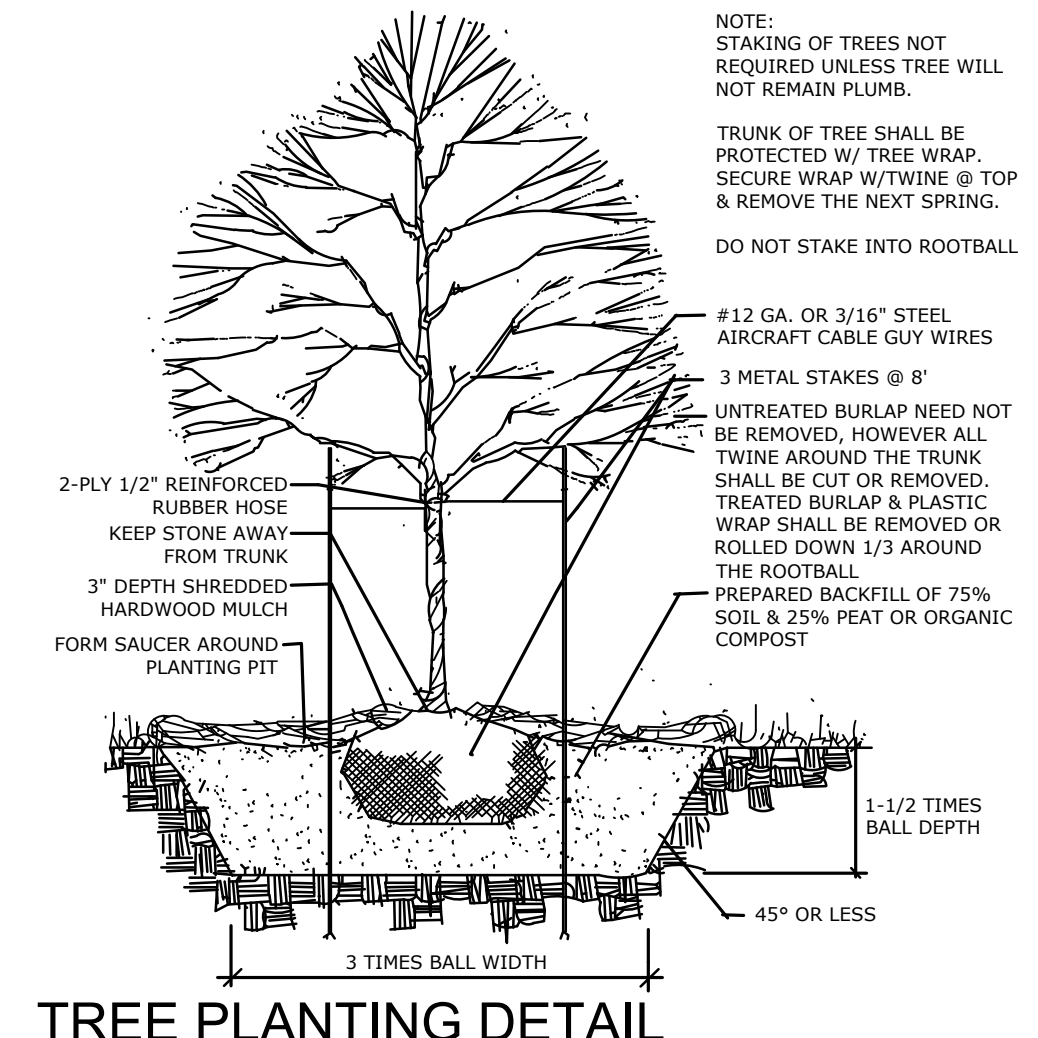 NOTE:
STAKING OF TREES NOT
REQUIRED UNLESS TREE WILL
NOT REMAIN PLUMB.
TRUNK OF TREE SHALL BE
PROTECTED W/ TREE WRAP.
SECURE WRAP W/TWINE @ TOP
& REMOVE THE NEXT SPRING.
DO NOT STAKE INTO ROOTBALL
#12 GA. OR 3/16" STEEL
AIRCRAFT CABLE GUY WIRES
3 METAL STAKES @ 8'
UNTREATED BURLAP NEED NOT
BE REMOVED, HOWEVER ALL
TWINE AROUND THE TRUNK
SHALL BE CUT OR REMOVED.
TREATED BURLAP & PLASTIC
WRAP SHALL BE REMOVED OR
ROLLED DOWN 1/3 AROUND
THE ROOTBALL
PREPARED BACKFILL OF 75%
SOIL & 25% PEAT OR ORGANIC
COMPOST
2-PLY 1/2" REINFORCED
RUBBER HOSE
KEEP STONE AWAY
FROM TRUNK
3" DEPTH SHREDDED
HARDWOOD MULCH
FORM SAUCER AROUND
PLANTING PIT
1-1/2 TIMES
BALL DEPTH
45° OR LESS
3 TIMES BALL WIDTH
TREE PLANTING DETAIL